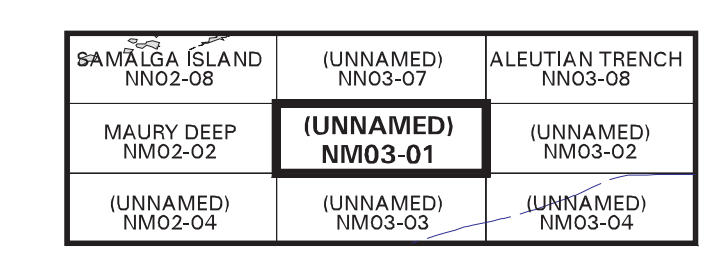 SAMALGA ISLAND
NN02-08
(UNNAMED)
NN03-07
ALEUTIAN TRENCH
NN03-08
MAURY DEEP
NM02-02
(UNNAMED)
NM03-01
(UNNAMED)
NM03-02
(UNNAMED)
NM02-04
(UNNAMED)
NM03-03
(UNNAMED)
NM03-04